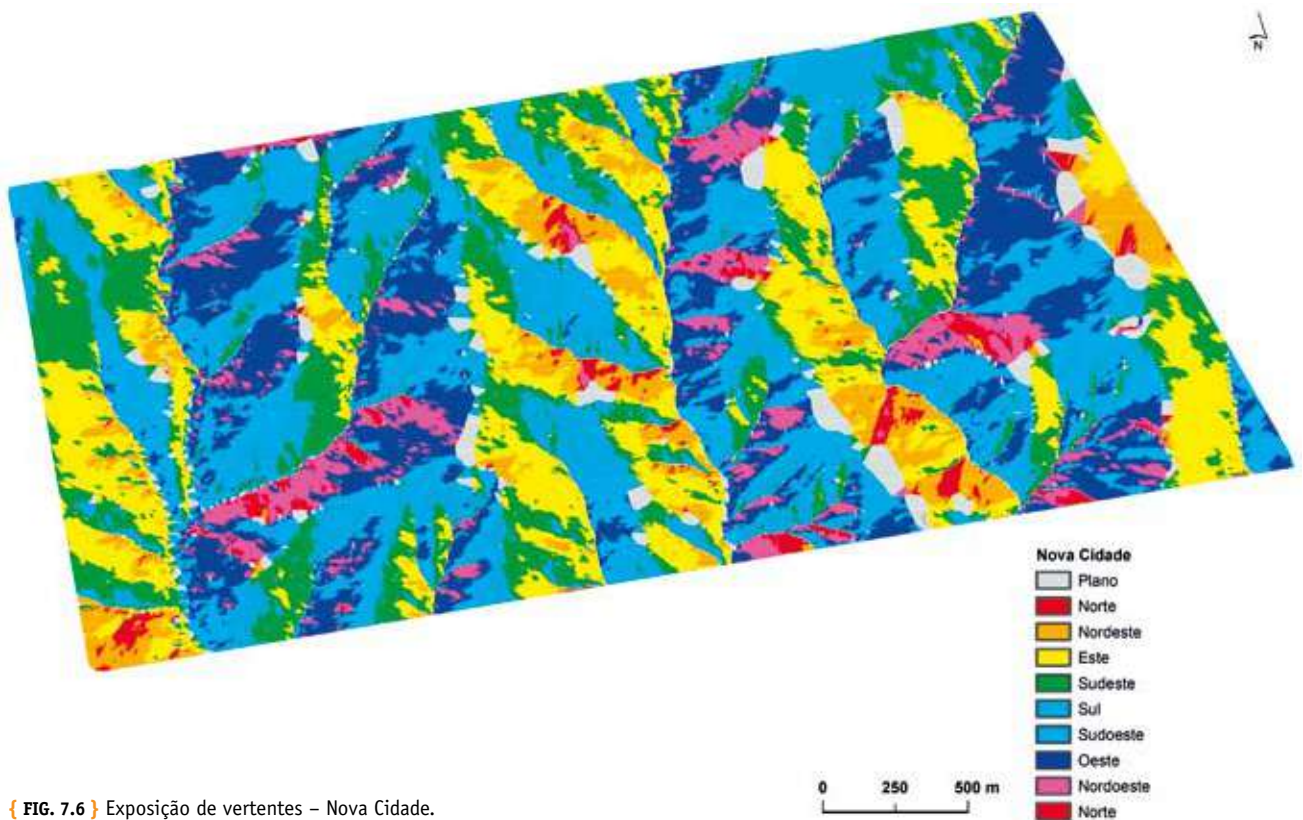 N
Nova Cidade
Plano
Norte
Nordeste
Este
Sudeste
Sul
Sudoeste
Oeste
Nordoeste
Norte
0 250 500 m
{ FIG. 7.6 } Exposição de vertentes – Nova Cidade.